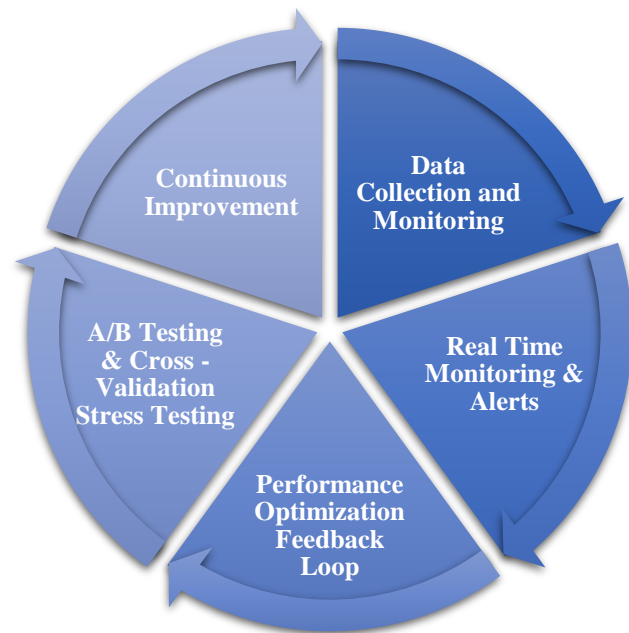 Data
Collection and
Monitoring
Real Time
Monitoring &
Alerts
Performance
Optimization
Feedback
Loop
A/B Testing
& Cross -
Validation
Stress Testing
Continuous
Improvement